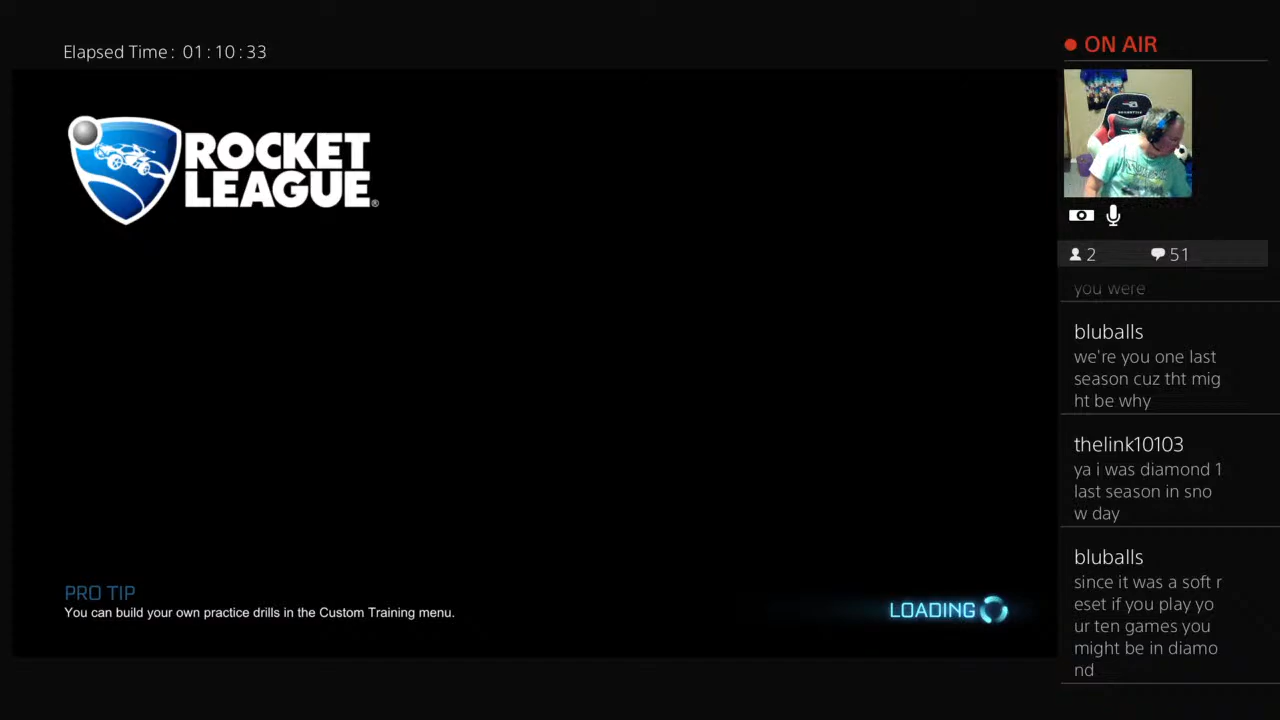 Elapsed Time: 01:10:33
ON AIR
ROCKET
LEAGUE®
2
51
you were
bluballs
we're you one last
season cuz tht mig
ht be why
thelink10103
ya i was diamond 1
last season in sno
w day
bluballs
since it was a soft r
eset if you play yo
ur ten games you
might be in diamo
nd
PRO TIP
You can build your own practice drills in the Custom Training menu.
LOADING